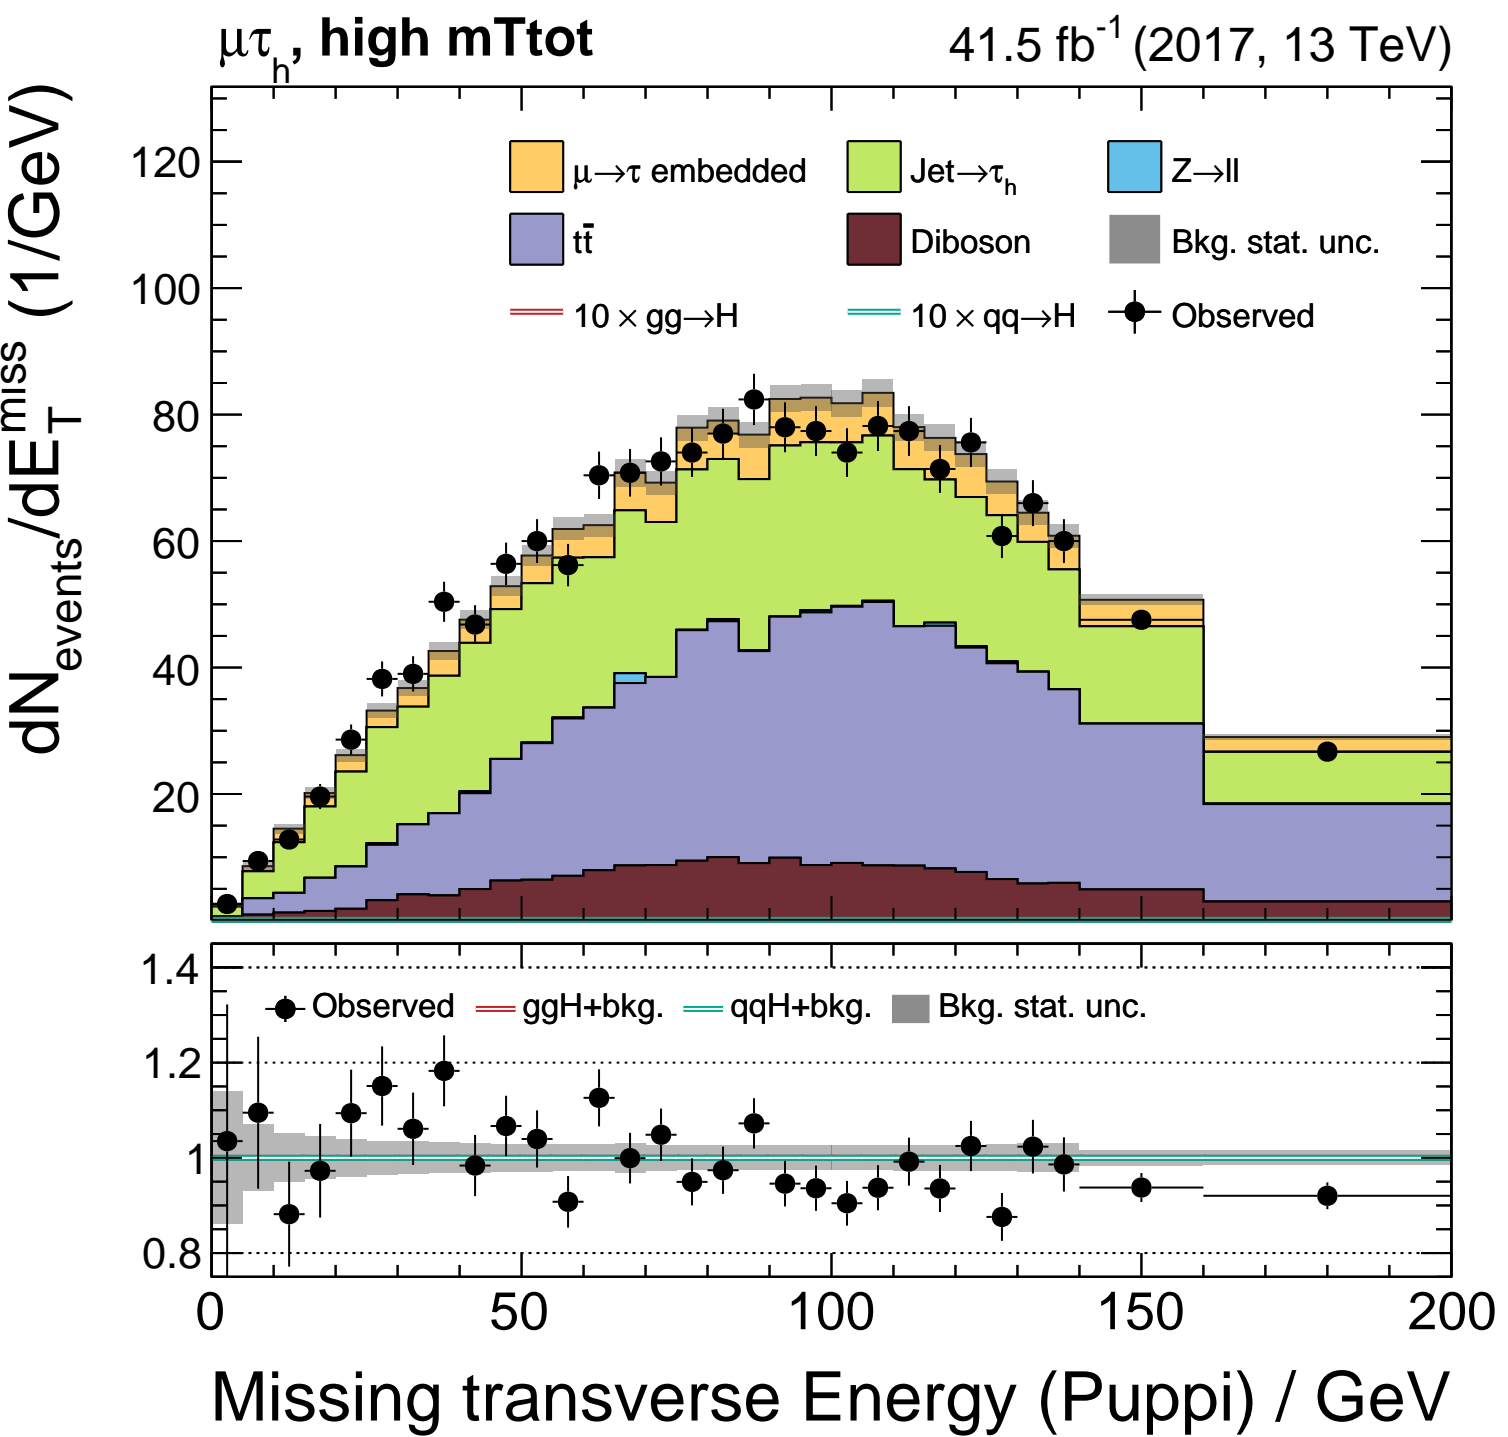 μτh, high mTtot 41.5 fb-1 (2017, 13 TeV)
dNevents/dETmiss (1/GeV)
120
100
80
60
40
20
μ→τ embedded Jet→τh Z→ll
tt̄ Diboson Bkg. stat. unc.
10 × gg→H 10 × qq→H Observed
1.4
1.2
1
0.8
Observed ggH+bkg. qqH+bkg. Bkg. stat. unc.
0 50 100 150 200
Missing transverse Energy (Puppi) / GeV